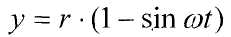 y = r · (1 − sin ωt)